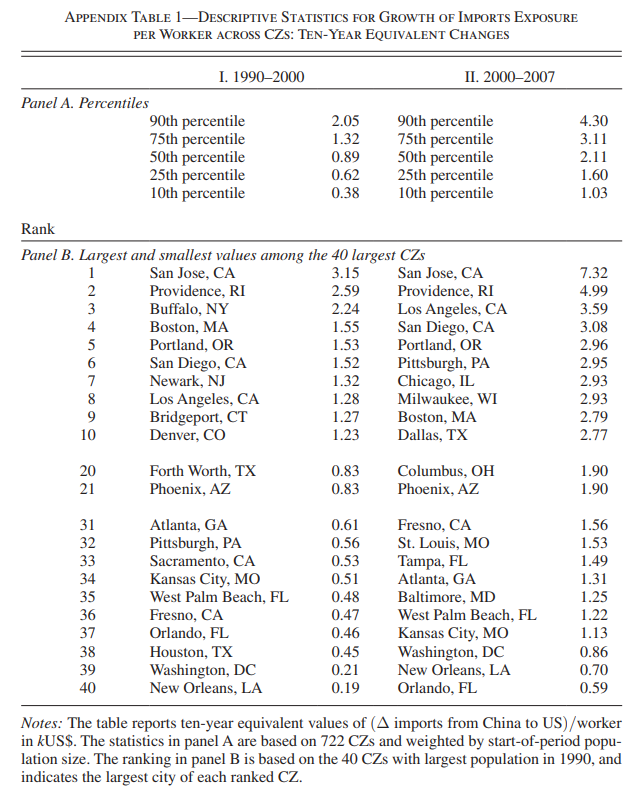 APPENDIX TABLE 1—DESCRIPTIVE STATISTICS FOR GROWTH OF IMPORTS EXPOSURE
PER WORKER ACROSS CZS: TEN-YEAR EQUIVALENT CHANGES
I. 1990–2000 II. 2000–2007
Panel A. Percentiles
90th percentile 2.05 90th percentile 4.30
75th percentile 1.32 75th percentile 3.11
50th percentile 0.89 50th percentile 2.11
25th percentile 0.62 25th percentile 1.60
10th percentile 0.38 10th percentile 1.03
Rank
Panel B. Largest and smallest values among the 40 largest CZs
1 San Jose, CA 3.15 San Jose, CA 7.32
2 Providence, RI 2.59 Providence, RI 4.99
3 Buffalo, NY 2.24 Los Angeles, CA 3.59
4 Boston, MA 1.55 San Diego, CA 3.08
5 Portland, OR 1.53 Portland, OR 2.96
6 San Diego, CA 1.52 Pittsburgh, PA 2.95
7 Newark, NJ 1.32 Chicago, IL 2.93
8 Los Angeles, CA 1.28 Milwaukee, WI 2.93
9 Bridgeport, CT 1.27 Boston, MA 2.79
10 Denver, CO 1.23 Dallas, TX 2.77
20 Forth Worth, TX 0.83 Columbus, OH 1.90
21 Phoenix, AZ 0.83 Phoenix, AZ 1.90
31 Atlanta, GA 0.61 Fresno, CA 1.56
32 Pittsburgh, PA 0.56 St. Louis, MO 1.53
33 Sacramento, CA 0.53 Tampa, FL 1.49
34 Kansas City, MO 0.51 Atlanta, GA 1.31
35 West Palm Beach, FL 0.48 Baltimore, MD 1.25
36 Fresno, CA 0.47 West Palm Beach, FL 1.22
37 Orlando, FL 0.46 Kansas City, MO 1.13
38 Houston, TX 0.45 Washington, DC 0.86
39 Washington, DC 0.21 New Orleans, LA 0.70
40 New Orleans, LA 0.19 Orlando, FL 0.59
Notes: The table reports ten-year equivalent values of (Δ imports from China to US)/worker
in kUS$. The statistics in panel A are based on 722 CZs and weighted by start-of-period popu-
lation size. The ranking in panel B is based on the 40 CZs with largest population in 1990, and
indicates the largest city of each ranked CZ.